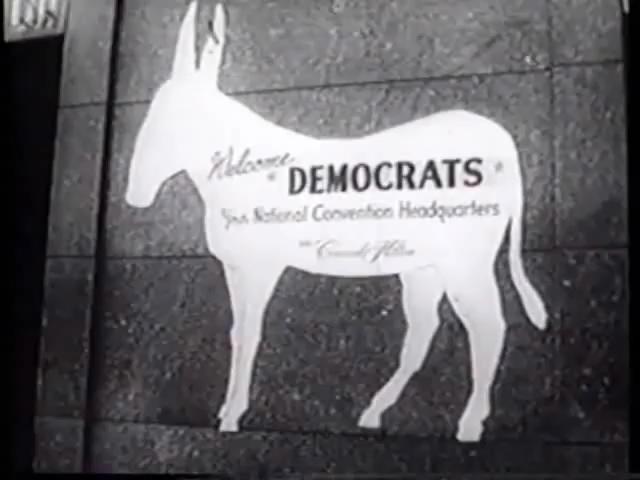 Welcome
DEMOCRATS
National Convention Headquarters
Conrad Hilton